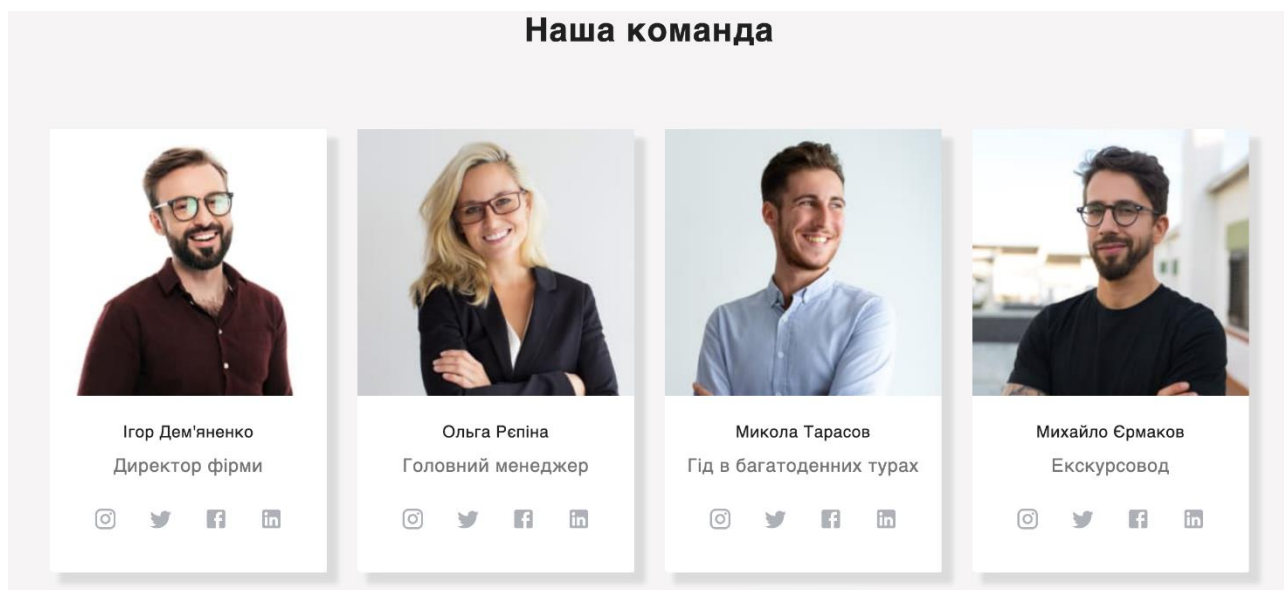 Наша команда
Ігор Дем'яненко
Директор фірми
Ольга Рєпіна
Головний менеджер
Микола Тарасов
Гід в багатоденних турах
Михайло Єрмаков
Екскурсовод